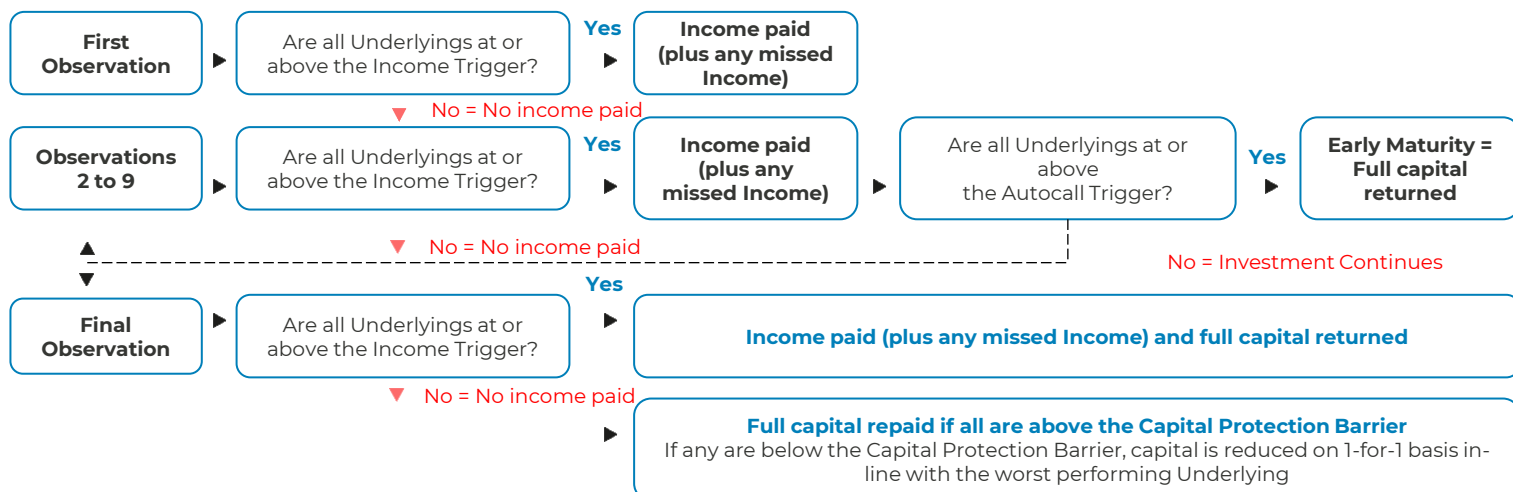 First
Observation
Are all Underlyings at or
above the Income Trigger?
Yes
Income paid
(plus any missed
Income)
No = No income paid
Observations
2 to 9
Are all Underlyings at or
above the Income Trigger?
Yes
Income paid
(plus any
missed Income)
Are all Underlyings at or
above
the Autocall Trigger?
Yes
Early Maturity =
Full capital
returned
No = No income paid
No = Investment Continues
Final
Observation
Are all Underlyings at or
above the Income Trigger?
Yes
Income paid (plus any missed Income) and full capital returned
No = No income paid
Full capital repaid if all are above the Capital Protection Barrier
If any are below the Capital Protection Barrier, capital is reduced on 1-for-1 basis in-
line with the worst performing Underlying